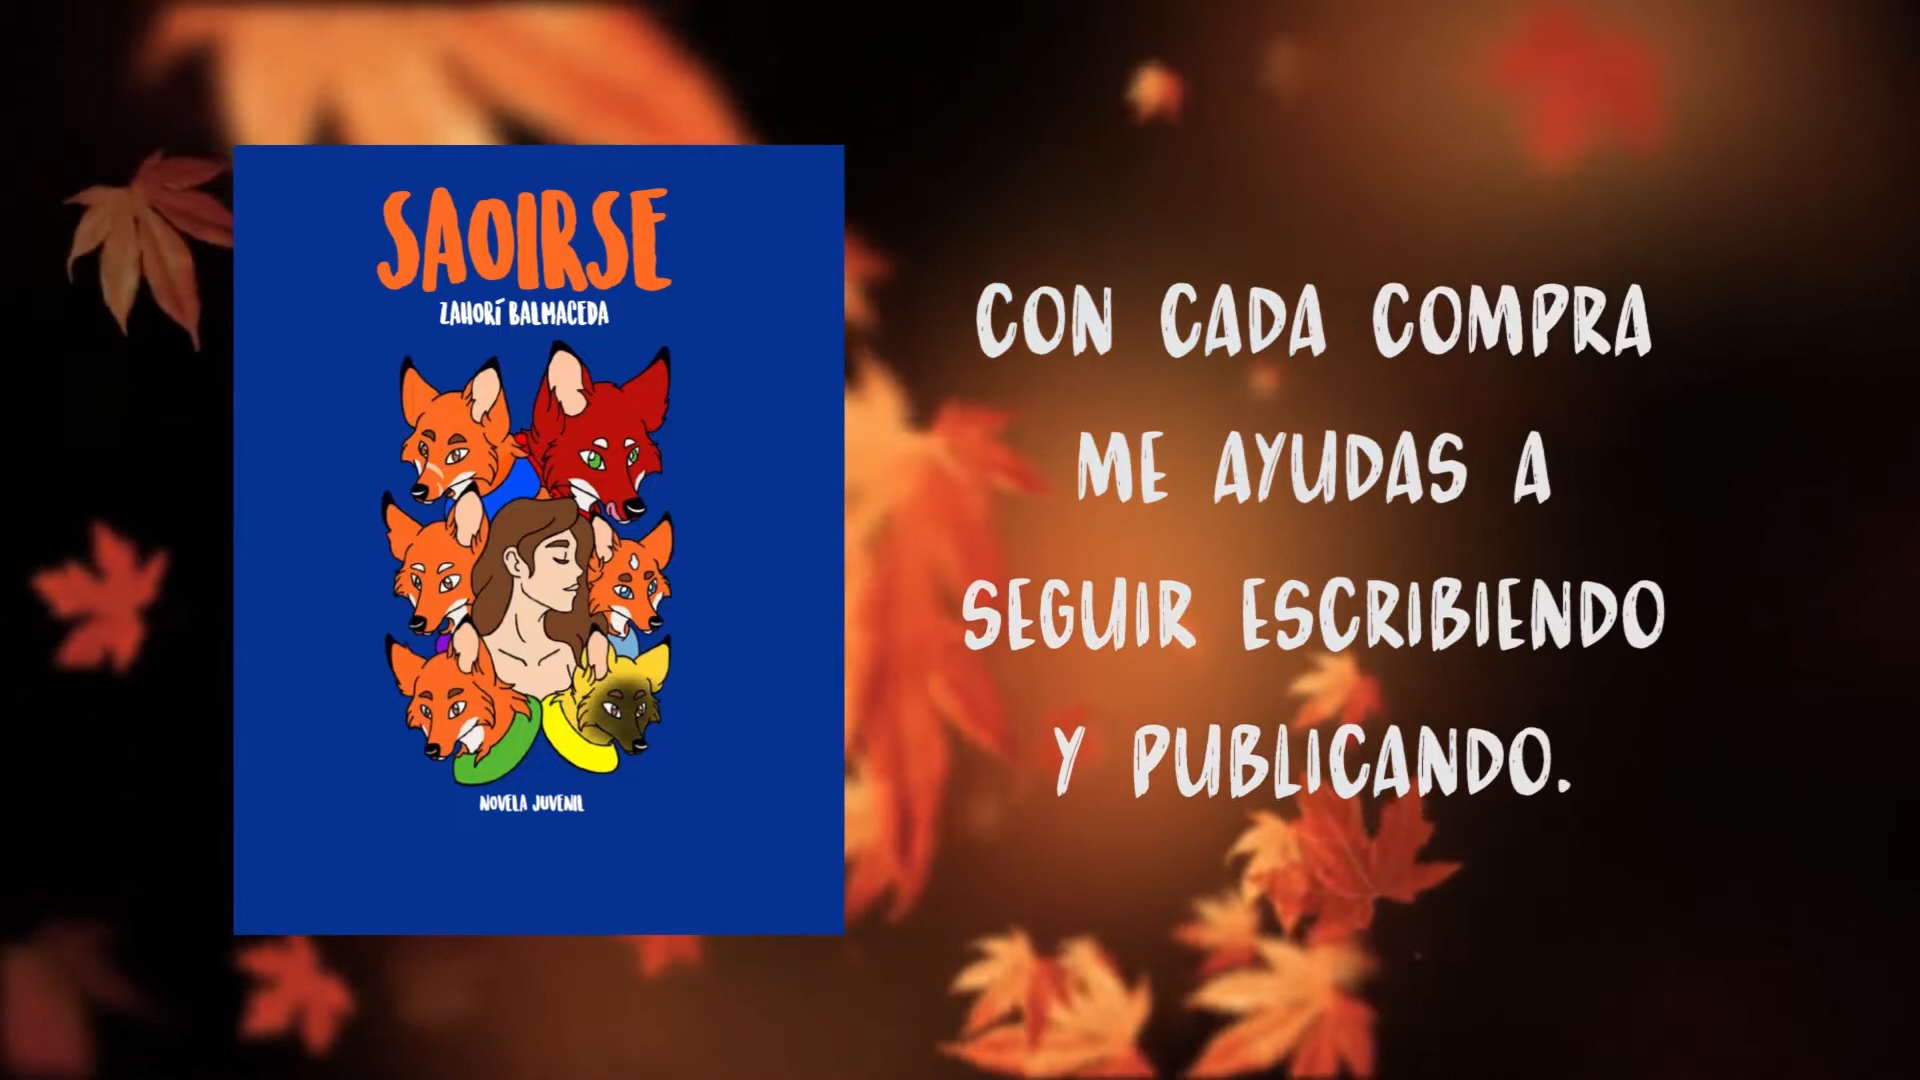 SAOIRSE
ZAHORÍ BALMACEDA
NOVELA JUVENIL
CON CADA COMPRA
ME AYUDAS A
SEGUIR ESCRIBIENDO
Y PUBLICANDO.